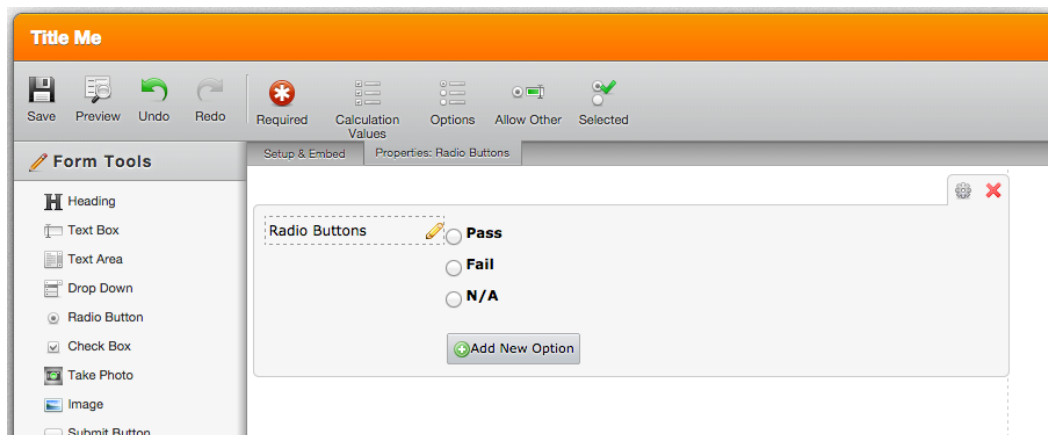 Title Me
Save Preview Undo Redo Required Calculation Values Options Allow Other Selected
Form Tools
Setup & Embed Properties: Radio Buttons
Heading
Text Box
Text Area
Drop Down
Radio Button
Check Box
Take Photo
Image
Submit Button
Radio Buttons
Pass
Fail
N/A
Add New Option